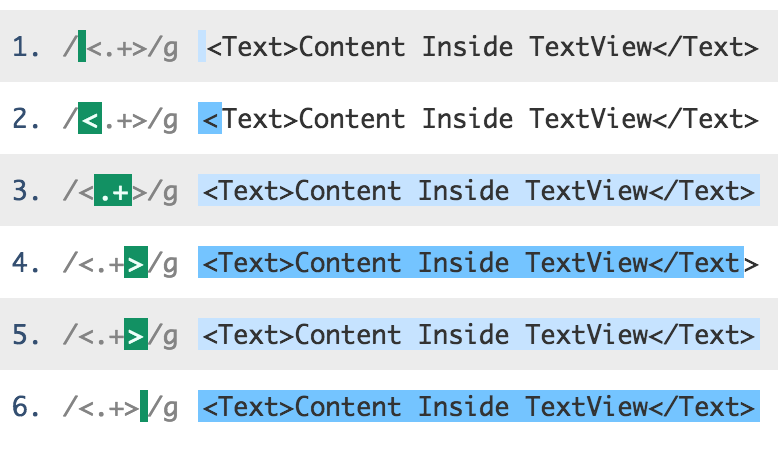 1. /<.+>/g <Text>Content Inside TextView</Text>
2. /<.+>/g <Text>Content Inside TextView</Text>
3. /<.+>/g <Text>Content Inside TextView</Text>
4. /<.+>/g <Text>Content Inside TextView</Text>
5. /<.+>/g <Text>Content Inside TextView</Text>
6. /<.+>/g <Text>Content Inside TextView</Text>